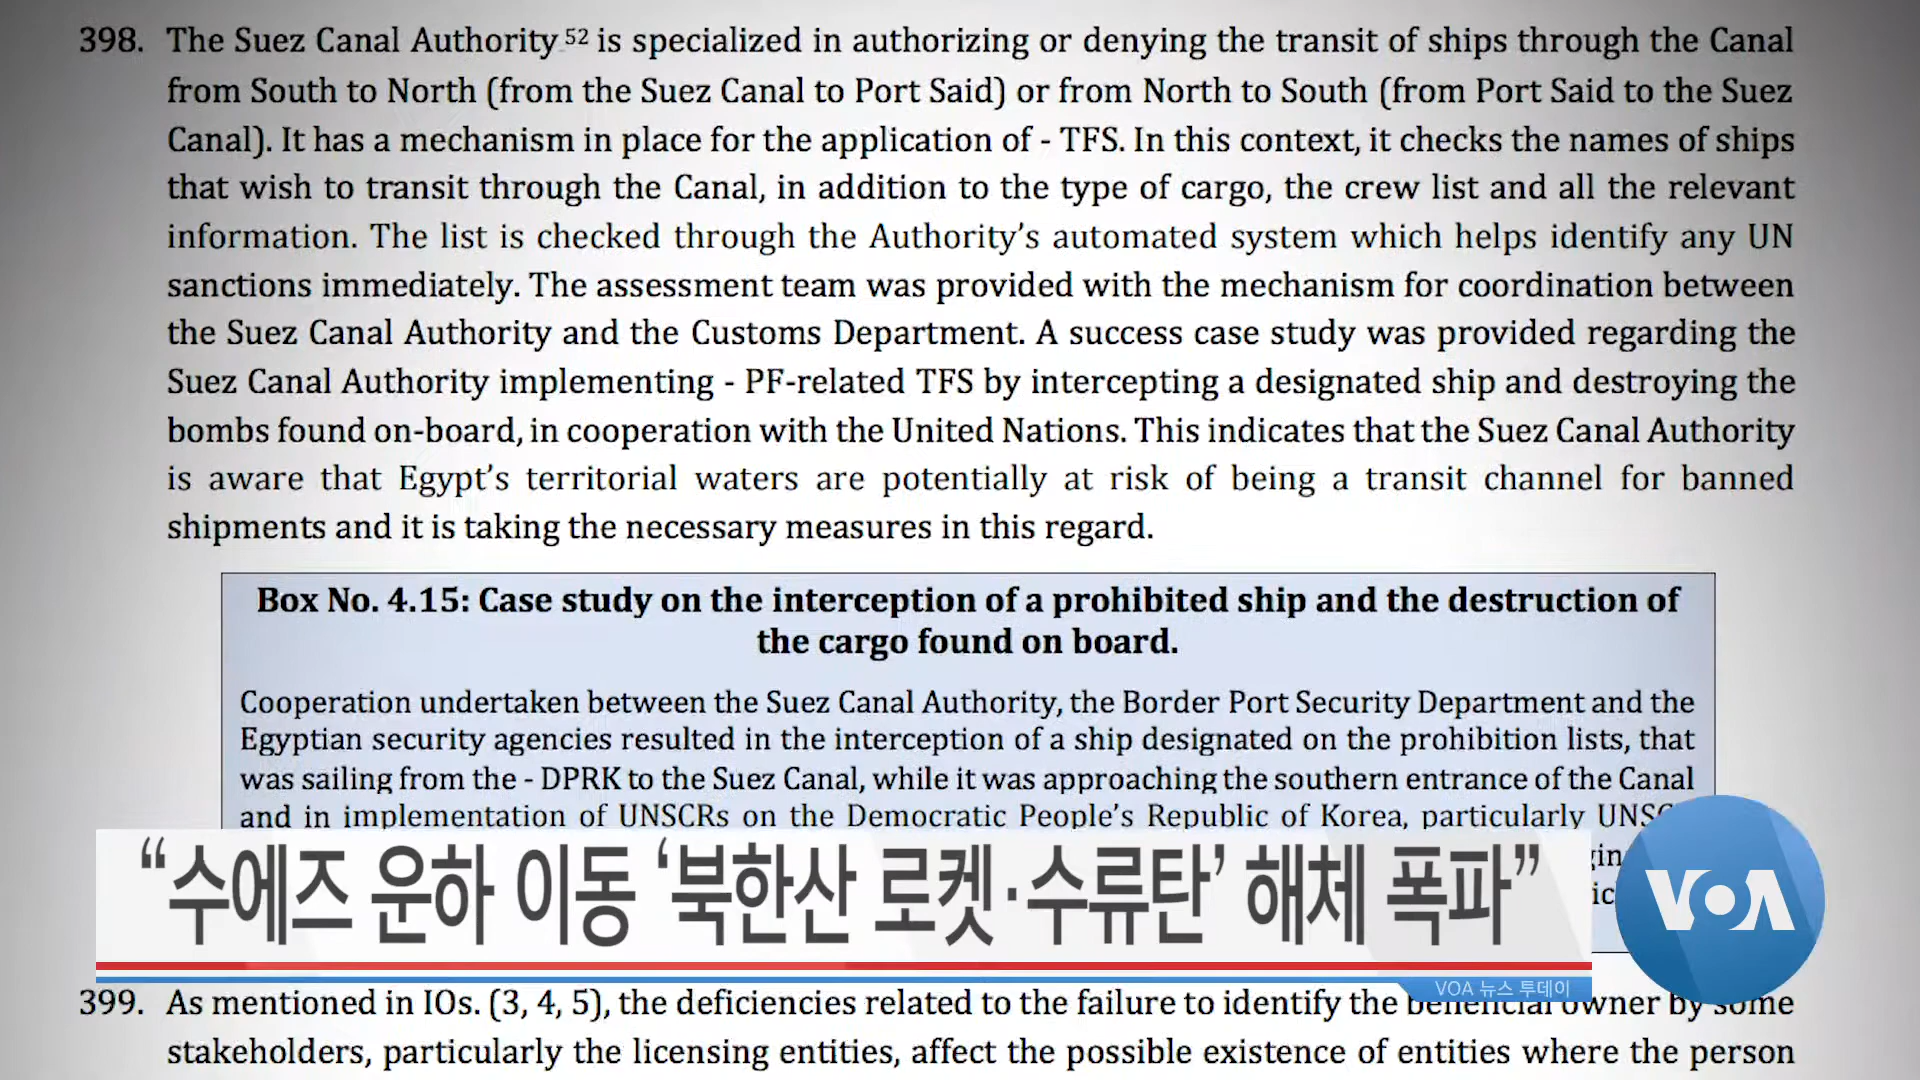 398. The Suez Canal Authority 52 is specialized in authorizing or denying the transit of ships through the Canal
from South to North (from the Suez Canal to Port Said) or from North to South (from Port Said to the Suez
Canal). It has a mechanism in place for the application of - TFS. In this context, it checks the names of ships
that wish to transit through the Canal, in addition to the type of cargo, the crew list and all the relevant
information. The list is checked through the Authority’s automated system which helps identify any UN
sanctions immediately. The assessment team was provided with the mechanism for coordination between
the Suez Canal Authority and the Customs Department. A success case study was provided regarding the
Suez Canal Authority implementing - PF-related TFS by intercepting a designated ship and destroying the
bombs found on-board, in cooperation with the United Nations. This indicates that the Suez Canal Authority
is aware that Egypt’s territorial waters are potentially at risk of being a transit channel for banned
shipments and it is taking the necessary measures in this regard.
Box No. 4.15: Case study on the interception of a prohibited ship and the destruction of
the cargo found on board.
Cooperation undertaken between the Suez Canal Authority, the Border Port Security Department and the
Egyptian security agencies resulted in the interception of a ship designated on the prohibition lists, that
was sailing from the - DPRK to the Suez Canal, while it was approaching the southern entrance of the Canal
and in implementation of UNSCRs on the Democratic People’s Republic of Korea, particularly
“수에즈 운하 이동 ‘북한산 로켓·수류탄’ 해체 폭파”
VOA
VOA 뉴스 투데이
399. As mentioned in IOs. (3, 4, 5), the deficiencies related to the failure to identify the beneficial owner by some
stakeholders, particularly the licensing entities, affect the possible existence of entities where the person